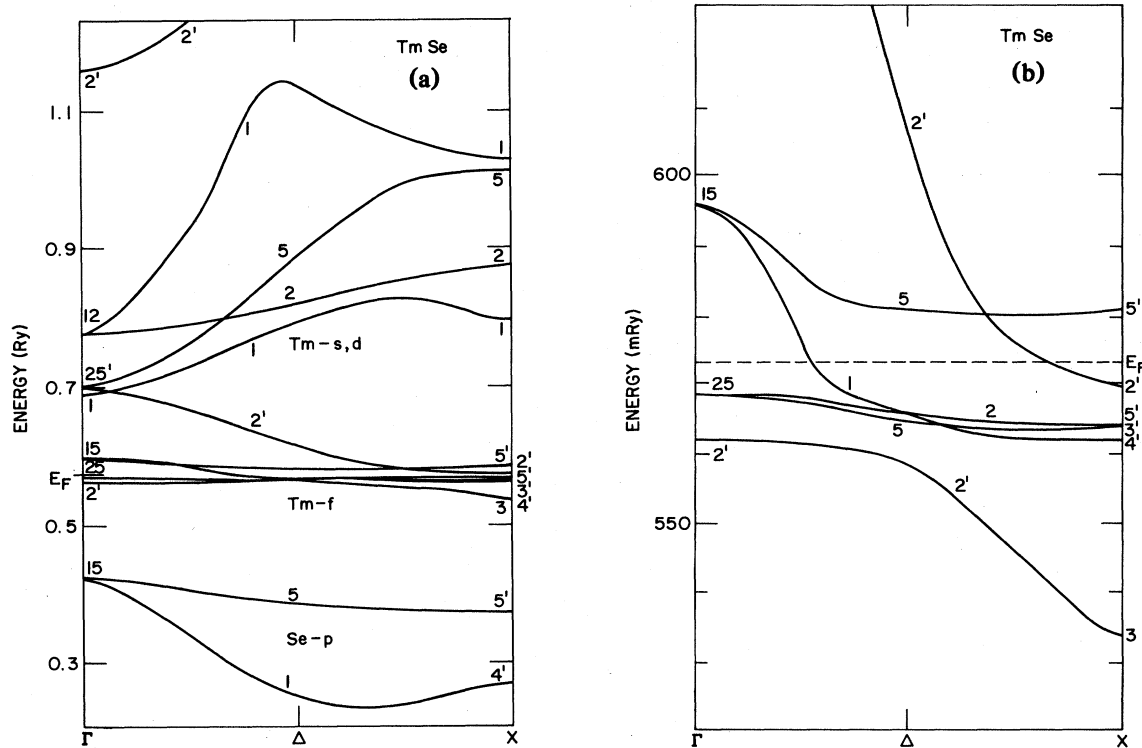 Tm Se
(a)
2'
2'
1.1
1
1
5
0.9
5
2
2
12
1
1
Tm-s,d
ENERGY (Ry)
0.7
25'
1
2'
15
25
E_F
2'
5'
2'
5'
3'
3
4'
Tm-f
0.5
15
5
5'
Se-p
0.3
1
4'
Γ
Δ
X
Tm Se
(b)
2'
600
15
5
5'
ENERGY (mRy)
E_F
2'
25
1
2
5
5'
3'
4'
2'
2'
550
3
Γ
Δ
X